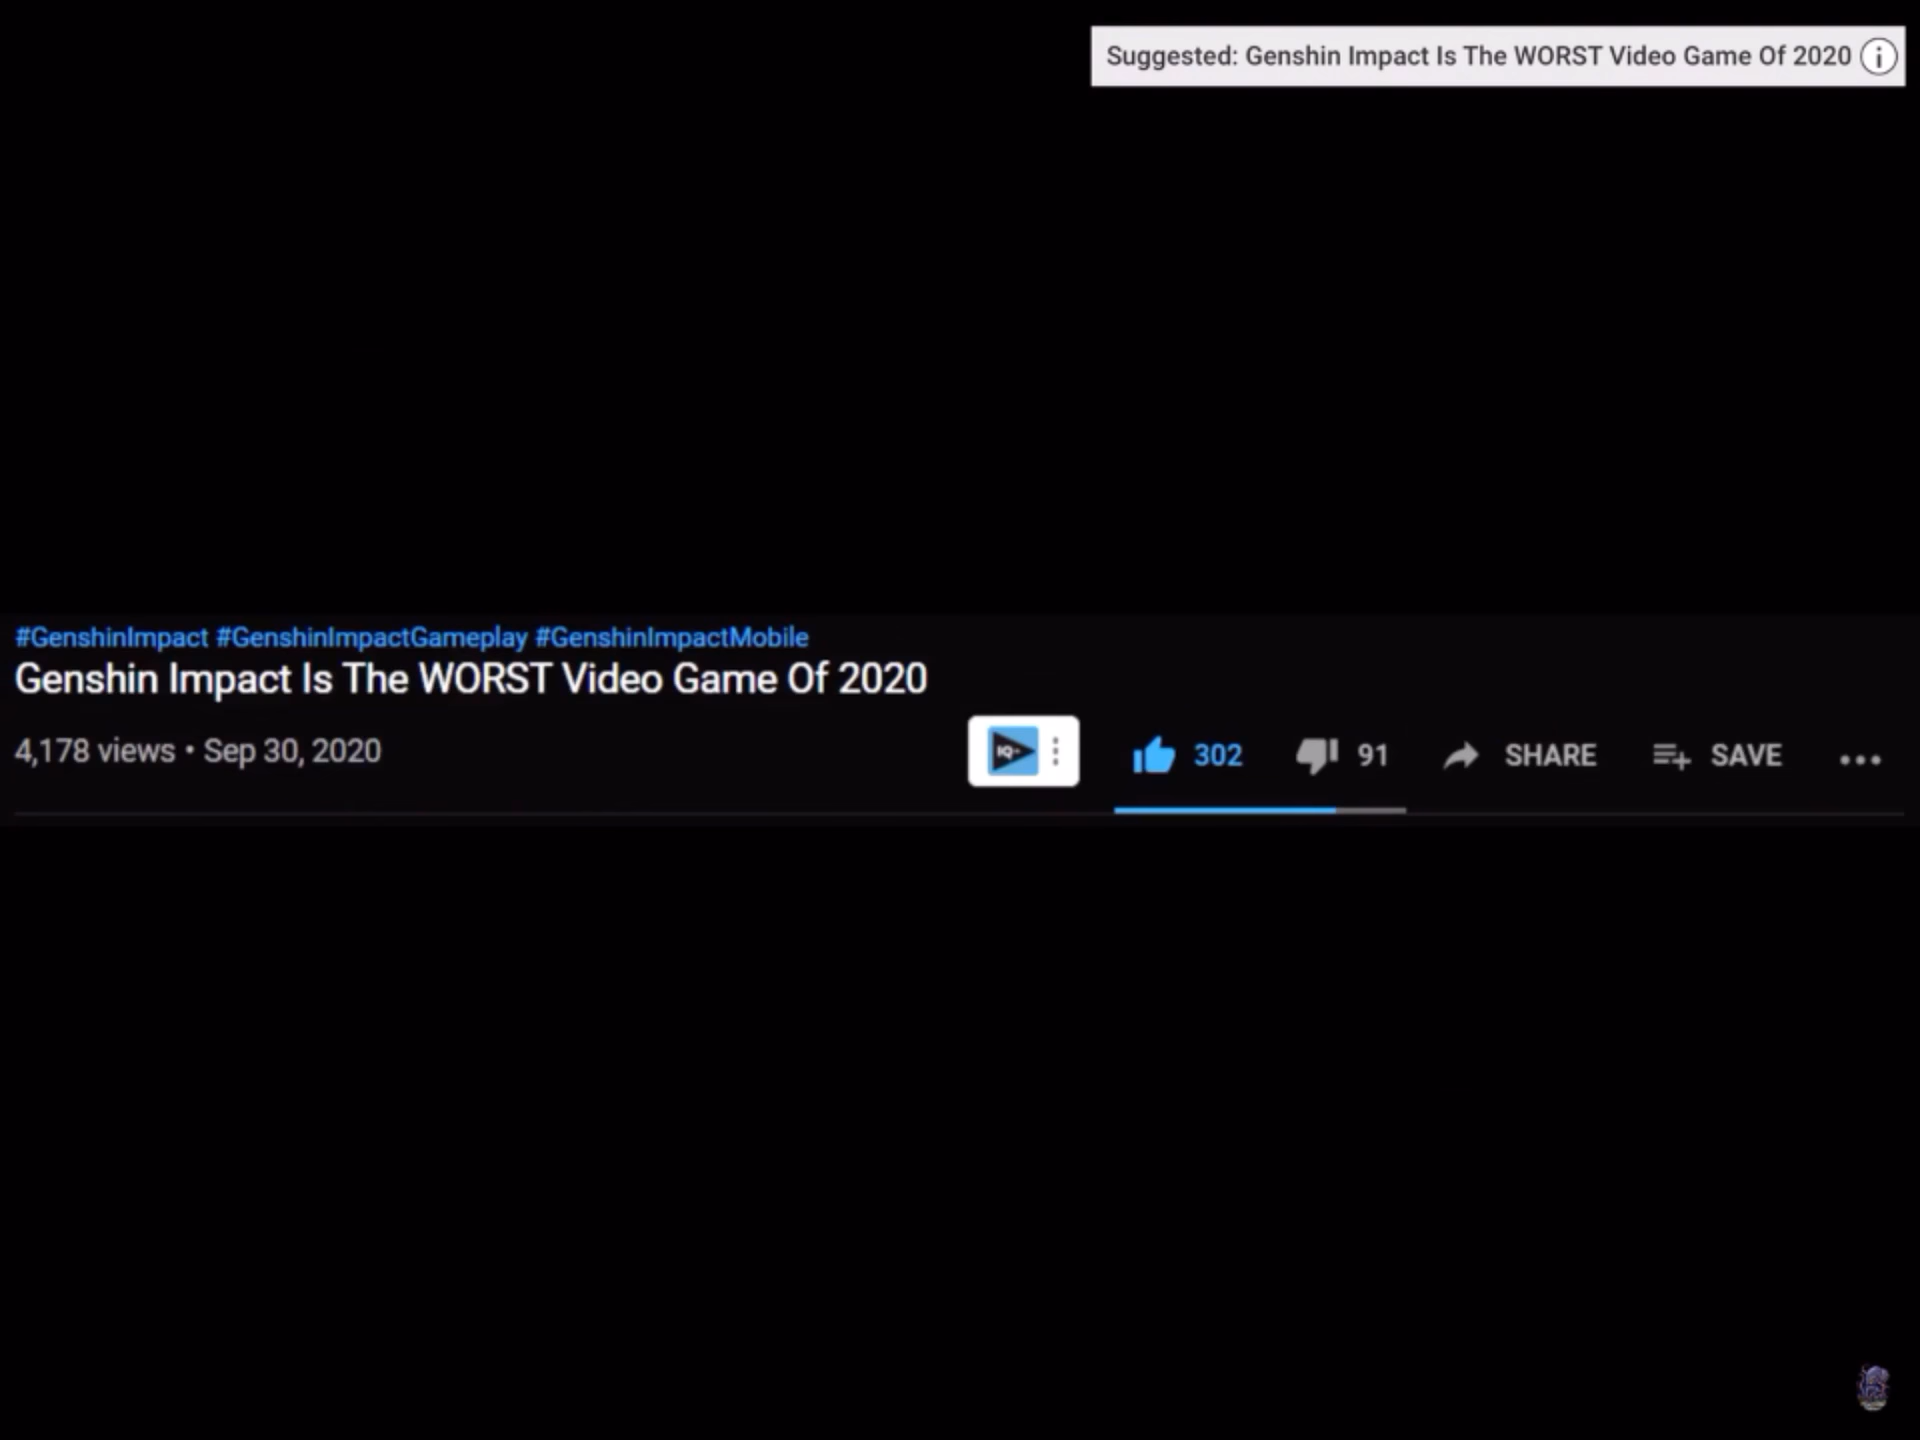 Suggested: Genshin Impact Is The WORST Video Game Of 2020
#GenshinImpact #GenshinImpactGameplay #GenshinImpactMobile
Genshin Impact Is The WORST Video Game Of 2020
4,178 views • Sep 30, 2020
IQ
302
91
SHARE
SAVE